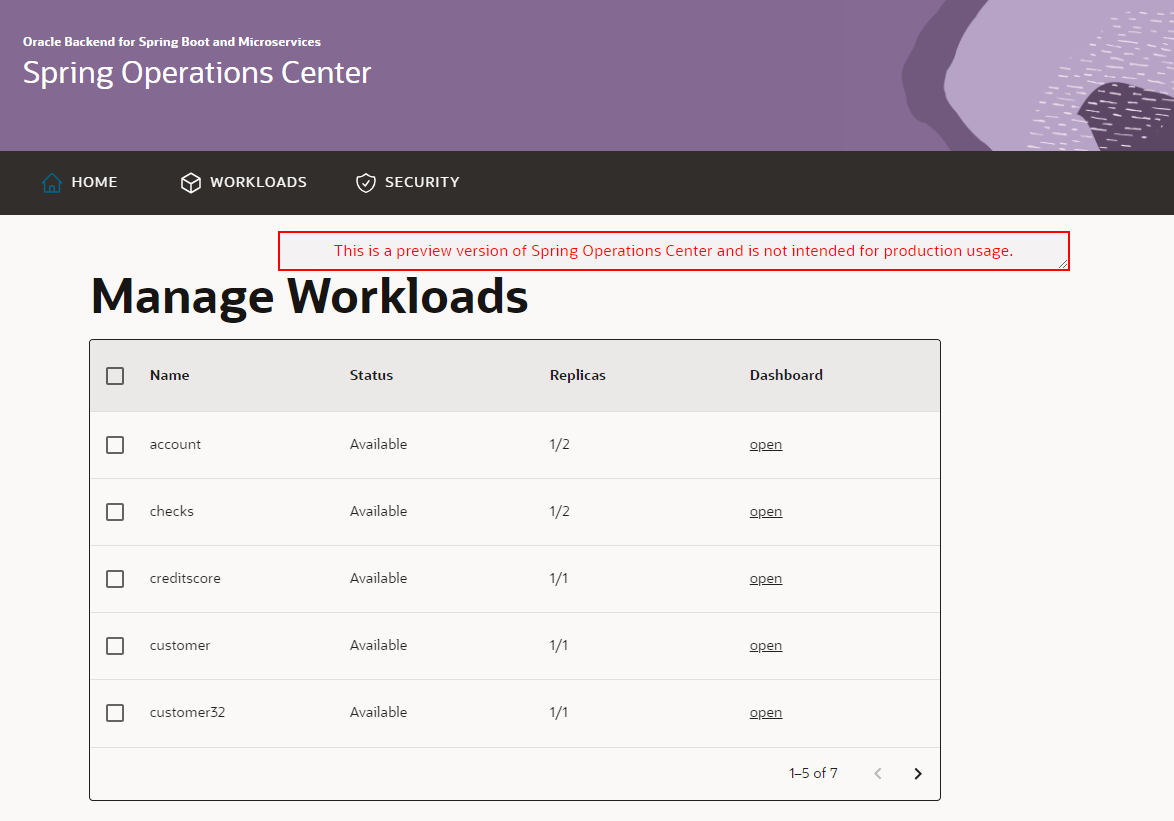 Oracle Backend for Spring Boot and Microservices
Spring Operations Center
HOME WORKLOADS SECURITY
This is a preview version of Spring Operations Center and is not intended for production usage.
Manage Workloads
Name Status Replicas Dashboard
account Available 1/2 open
checks Available 1/2 open
creditscore Available 1/1 open
customer Available 1/1 open
customer32 Available 1/1 open
1–5 of 7